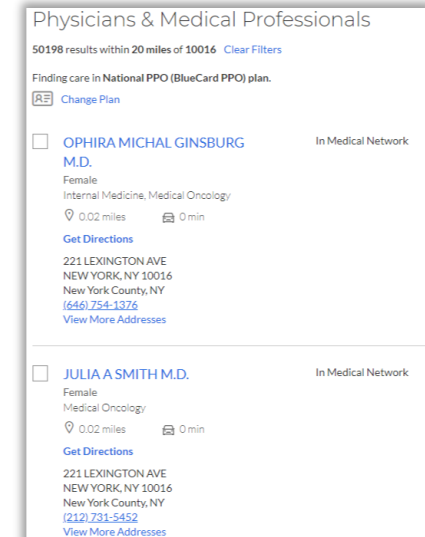 Physicians & Medical Professionals
50198 results within 20 miles of 10016 Clear Filters
Finding care in National PPO (BlueCard PPO) plan.
Change Plan
OPHIRA MICHAL GINSBURG In Medical Network
M.D.
Female
Internal Medicine, Medical Oncology
0.02 miles 0 min
Get Directions
221 LEXINGTON AVE
NEW YORK, NY 10016
New York County, NY
(646) 754-1376
View More Addresses
JULIA A SMITH M.D. In Medical Network
Female
Medical Oncology
0.02 miles 0 min
Get Directions
221 LEXINGTON AVE
NEW YORK, NY 10016
New York County, NY
(212) 731-5452
View More Addresses